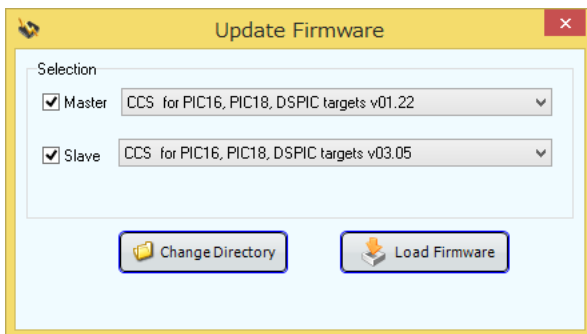 Update Firmware
Selection
Master
CCS for PIC16, PIC18, DSPIC targets v01.22
Slave
CCS for PIC16, PIC18, DSPIC targets v03.05
Change Directory
Load Firmware